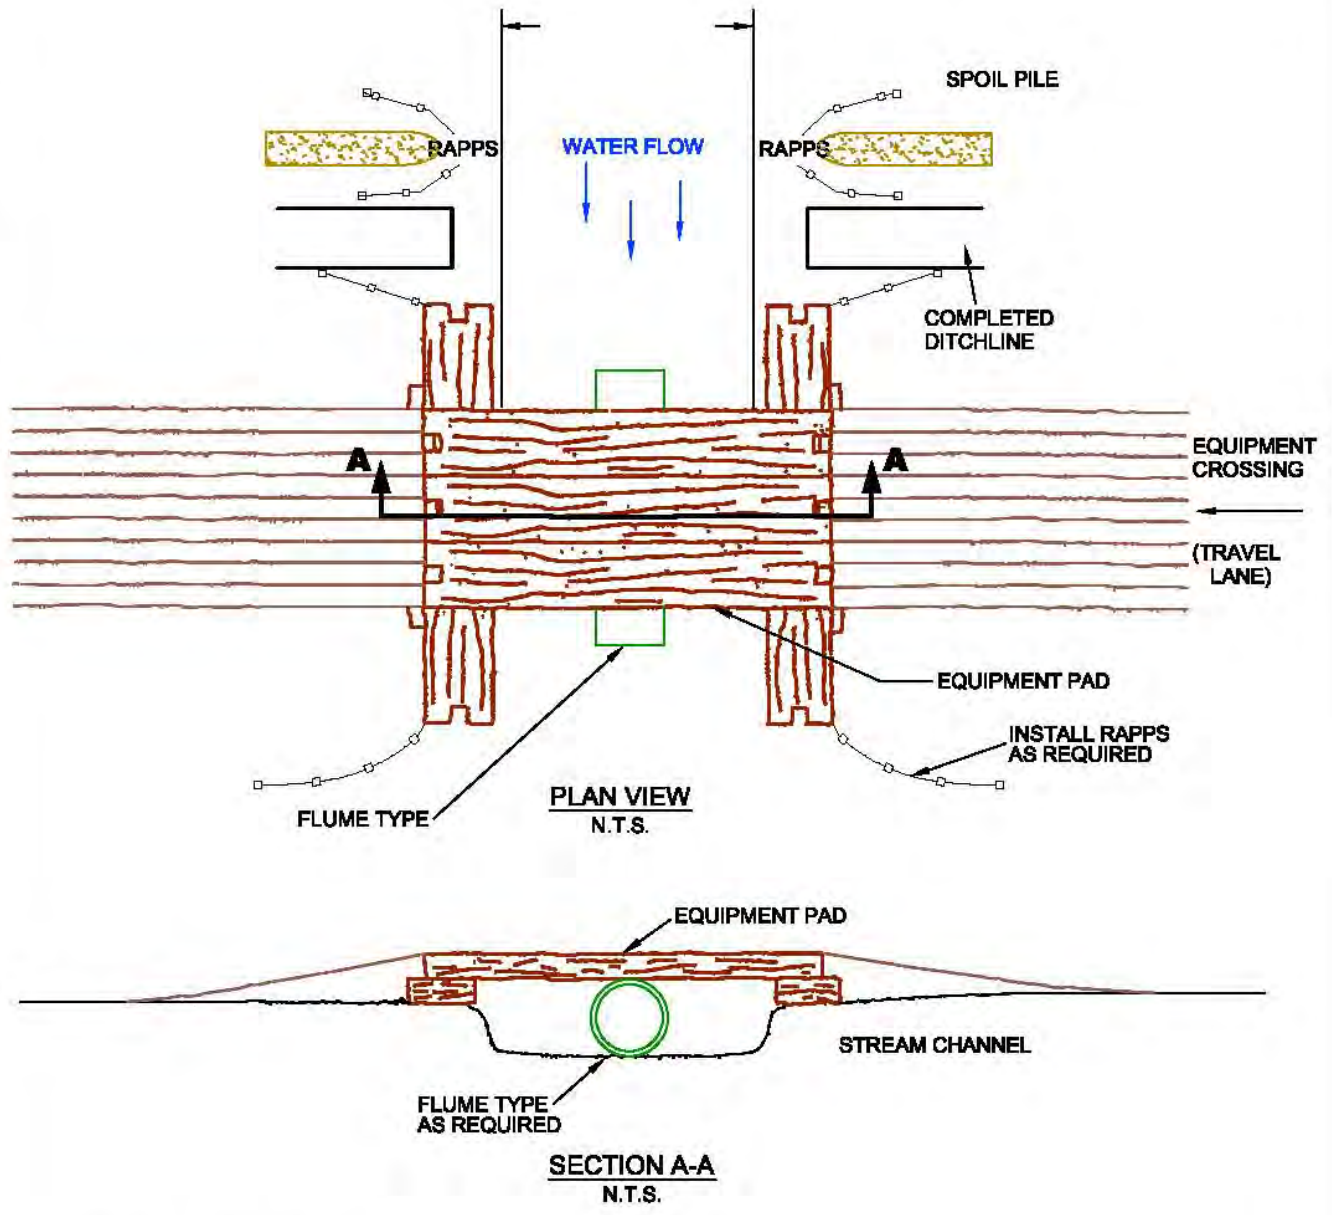 SPOIL PILE
RAPPS
WATER FLOW
RAPPS
COMPLETED
DITCHLINE
A
A
EQUIPMENT
CROSSING
(TRAVEL
LANE)
EQUIPMENT PAD
INSTALL RAPPS
AS REQUIRED
FLUME TYPE
PLAN VIEW
N.T.S.
EQUIPMENT PAD
STREAM CHANNEL
FLUME TYPE
AS REQUIRED
SECTION A-A
N.T.S.